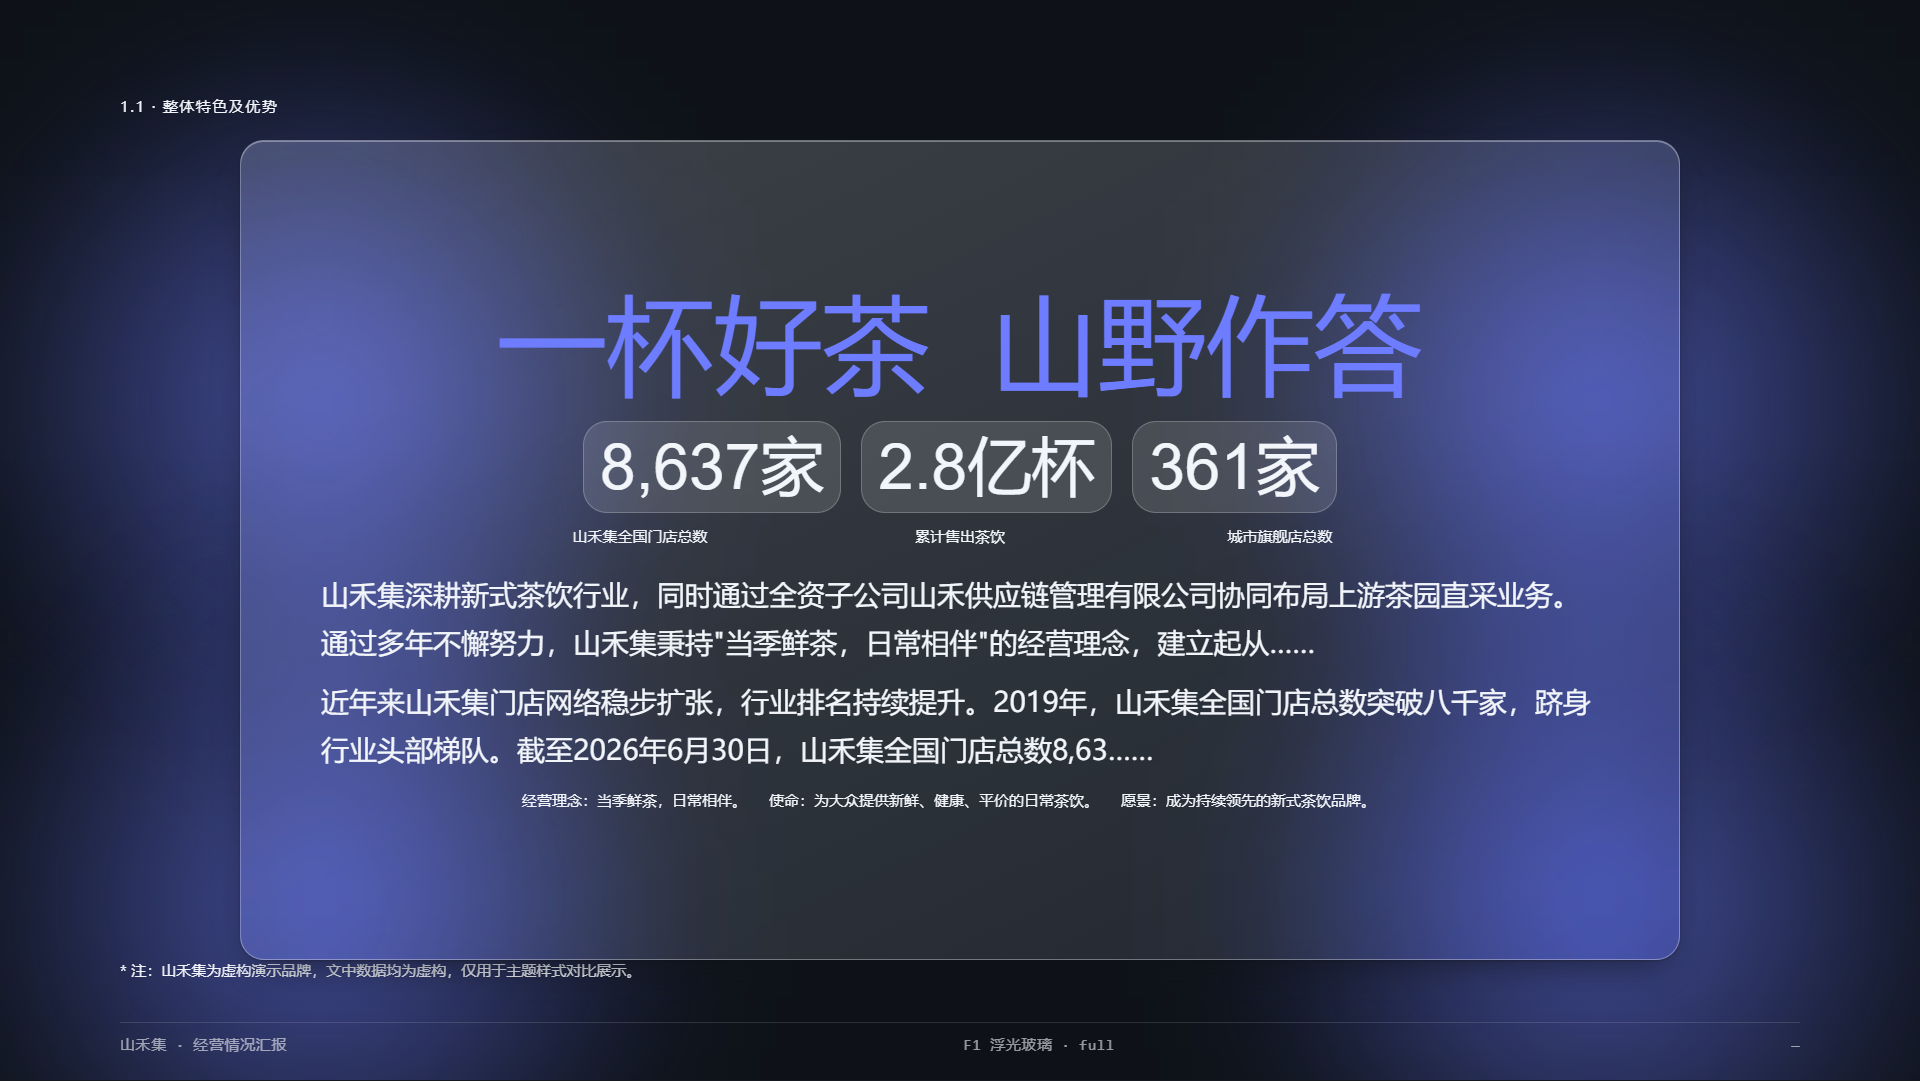 1.1 · 整体特色及优势
一杯好茶 山野作答
8,637家 2.8亿杯 361家
山禾集全国门店总数 累计售出茶饮 城市旗舰店总数
山禾集深耕新式茶饮行业，同时通过全资子公司山禾供应链管理有限公司协同布局上游茶园直采业务。
通过多年不懈努力，山禾集秉持"当季鲜茶，日常相伴"的经营理念，建立起从......
近年来山禾集门店网络稳步扩张，行业排名持续提升。2019年，山禾集全国门店总数突破八千家，跻身
行业头部梯队。截至2026年6月30日，山禾集全国门店总数8,63......
经营理念：当季鲜茶，日常相伴。 使命：为大众提供新鲜、健康、平价的日常茶饮。 愿景：成为持续领先的新式茶饮品牌。
* 注：山禾集为虚构演示品牌，文中数据均为虚构，仅用于主题样式对比展示。
山禾集 · 经营情况汇报 F1 浮光玻璃 · full —